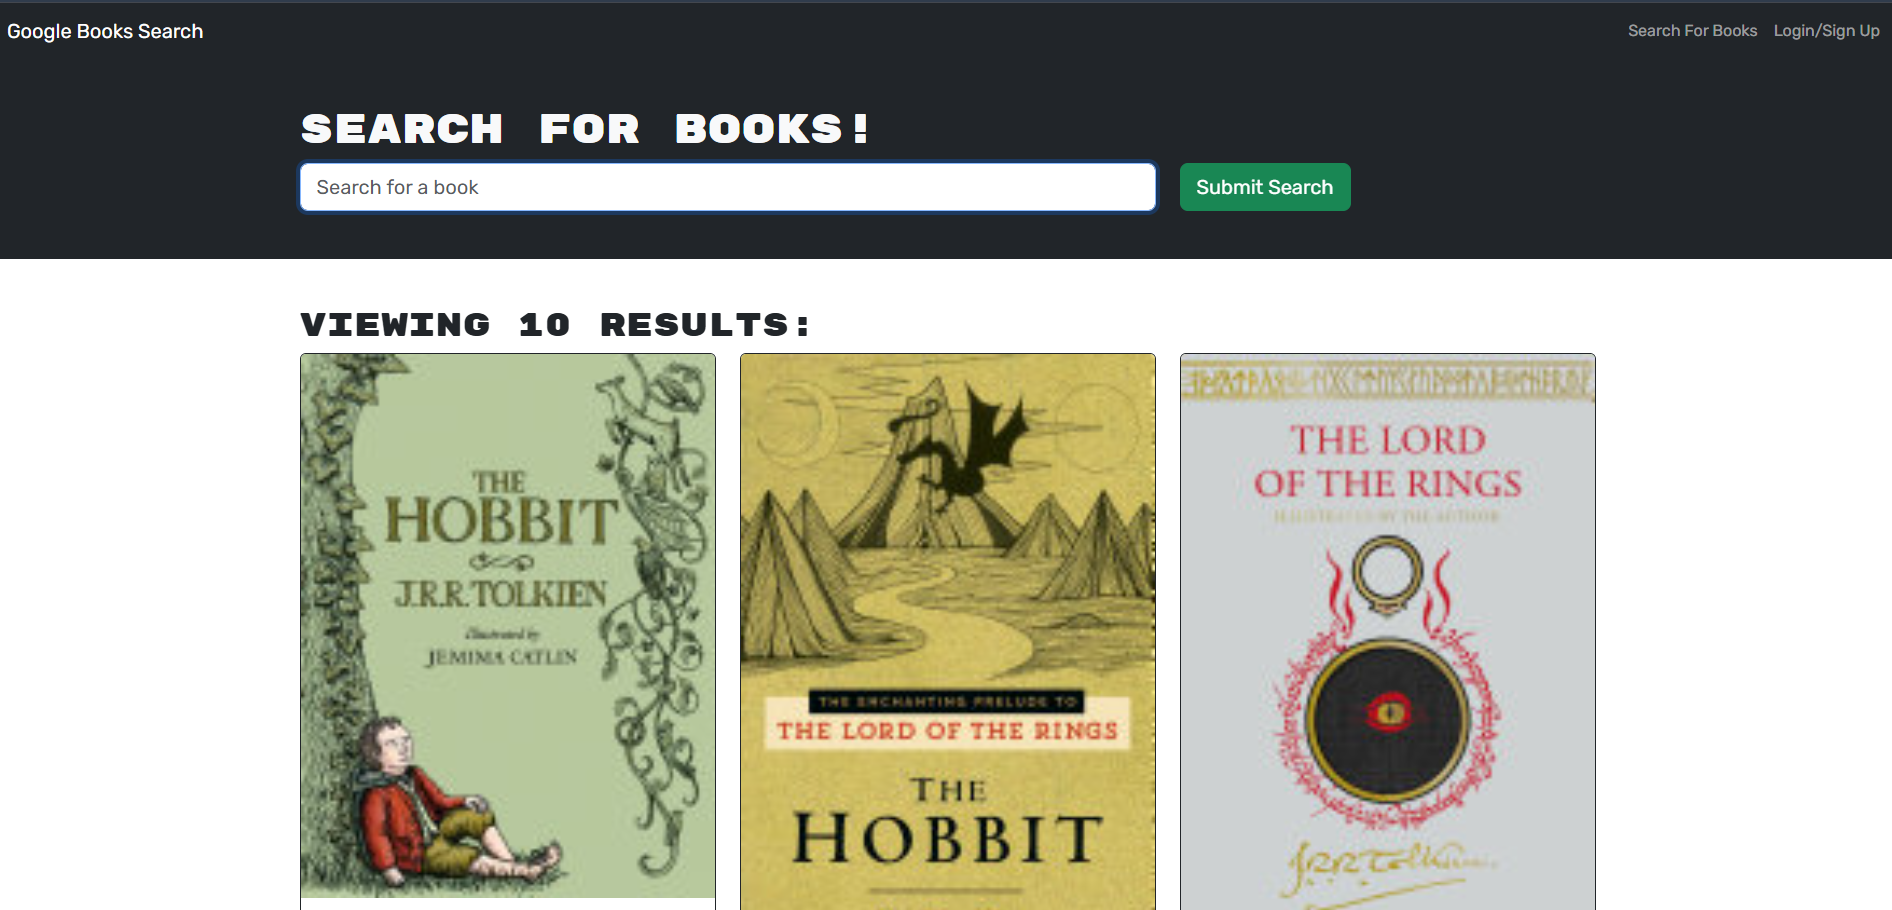 Google Books Search
Search For Books
Login/Sign Up
SEARCH FOR BOOKS!
Search for a book
Submit Search
VIEWING 10 RESULTS:
THE
HOBBIT
J.R.R. TOLKIEN
Illustrated by
JEMIMA CATLIN
THE ENCHANTING PRELUDE TO
THE LORD OF THE RINGS
THE
HOBBIT
THE LORD
OF THE RINGS
ILLUSTRATED BY THE AUTHOR
JRR Tolkien